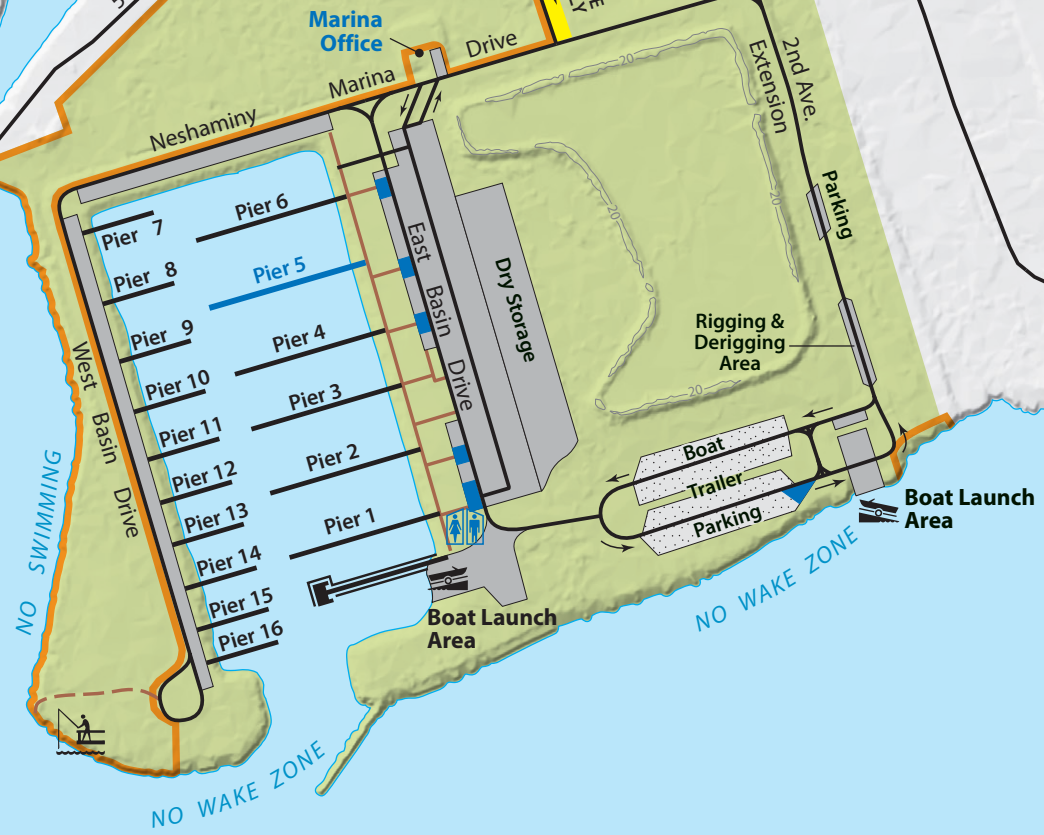 Marina
Office
Neshaminy Marina Drive
2nd Ave.
Extension
20
20
20
20
Parking
Pier 7
Pier 6
Pier 8
Pier 5
Pier 9
Pier 4
Pier 10
Pier 3
Pier 11
Pier 2
Pier 12
Pier 1
Pier 13
Pier 14
Pier 15
Pier 16
East Basin Drive
West Basin Drive
Dry Storage
Rigging &
Derigging
Area
Boat
Trailer
Parking
Boat Launch
Area
Boat Launch
Area
NO SWIMMING
NO WAKE ZONE
NO WAKE ZONE